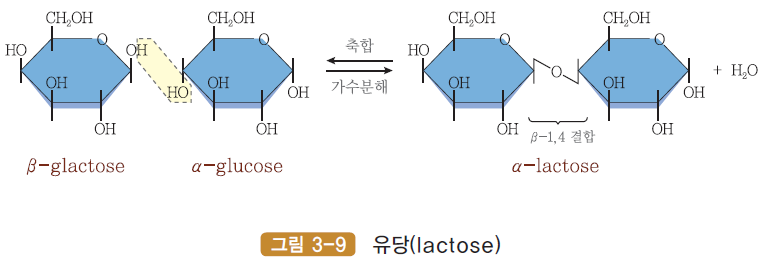 CH₂OH
O
HO
OH
OH
OH
CH₂OH
O
HO
OH
OH
OH
축합
가수분해
CH₂OH
O
HO
OH
OH
O
CH₂OH
O
OH
OH
OH
+ H₂O
β-1,4 결합
β-glactose
α-glucose
α-lactose
그림 3-9 유당(lactose)